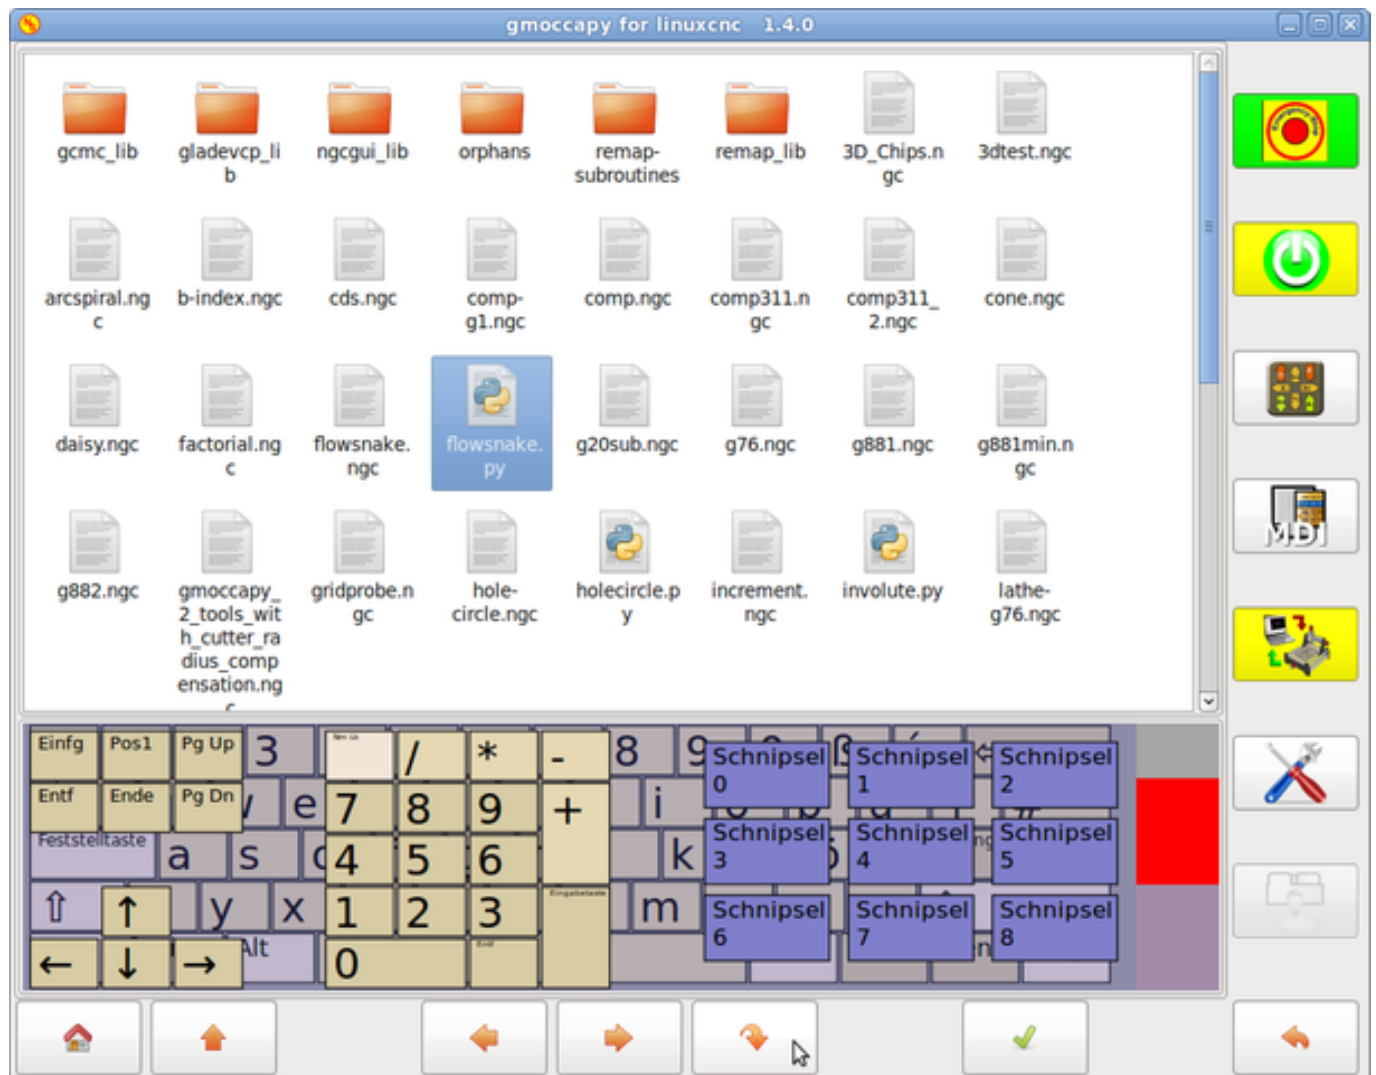 gmoccapy for linuxcnc 1.4.0
gcmc_lib
gladevcp_li
b
ngcgui_lib
orphans
remap-
subroutines
remap_lib
3D_Chips.n
gc
3dtest.ngc
arcspiral.ng
c
b-index.ngc
cds.ngc
comp-
g1.ngc
comp.ngc
comp311.n
gc
comp311_
2.ngc
cone.ngc
daisy.ngc
factorial.ng
c
flowsnake.
ngc
flowsnake.
py
g20sub.ngc
g76.ngc
g881.ngc
g881min.n
gc
g882.ngc
gmoccapy_
2_tools_wit
h_cutter_ra
dius_comp
ensation.ng
c
gridprobe.n
gc
hole-
circle.ngc
holecircle.p
y
increment.
ngc
involute.py
lathe-
g76.ngc
MDI
Einfg Pos1 Pg Up 3 / * - 8 9
Schnipsel
0
Schnipsel
1
Schnipsel
2
Entf Ende Pg Dn e 7 8 9 + i
Feststelltaste a s 4 5 6 k
Schnipsel
3
Schnipsel
4
Schnipsel
5
⇧ ↑ y x 1 2 3 Eingabetaste m
Schnipsel
6
Schnipsel
7
Schnipsel
8
← ↓ → Alt 0 Entf